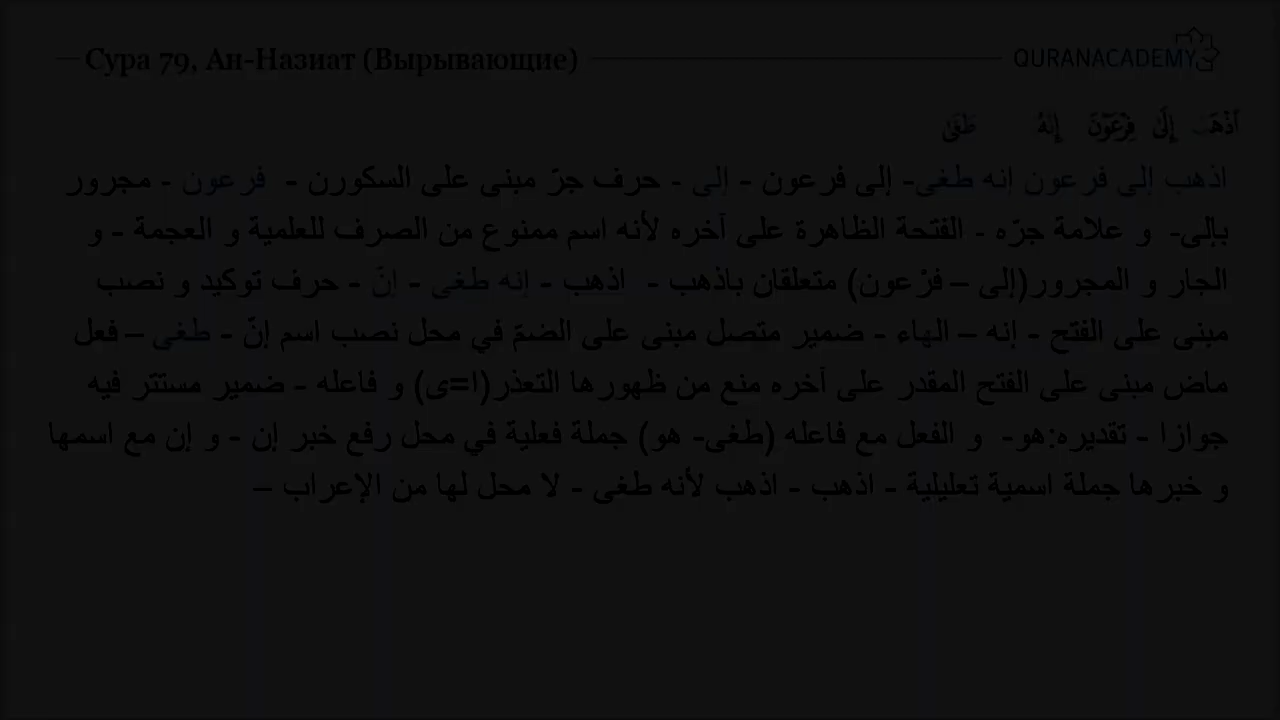 Сура 79, Ан-Назиат (Вырывающие)
QURANACADEMY
ٱذْهَبْ إِلَىٰ فِرْعَوْنَ إِنَّهُۥ طَغَىٰ
اذهب إلى فرعون إنه طغى- إلى فرعون - إلى - حرف جرّ مبنى على السكورن - فرعون - مجرور
بإلى- و علامة جرّه - الفتحة الظاهرة على آخره لأنه اسم ممنوع من الصرف للعلمية و العجمة - و
الجار و المجرور(إلى – فرْعون) متعلقان باذهب - اذهب - إنه طغى - إنّ - حرف توكيد و نصب
مبنى على الفتح - إنه – الهاء - ضمير متصل مبنى على الضمّ في محل نصب اسم إنّ - طغى – فعل
ماض مبنى على الفتح المقدر على آخره منع من ظهورها التعذر(ا=ى) و فاعله - ضمير مستتر فيه
جوازا - تقديره:هو- و الفعل مع فاعله (طغى- هو) جملة فعلية في محل رفع خبر إن - و إن مع اسمها
و خبرها جملة اسمية تعليلية - اذهب - اذهب لأنه طغى - لا محل لها من الإعراب –